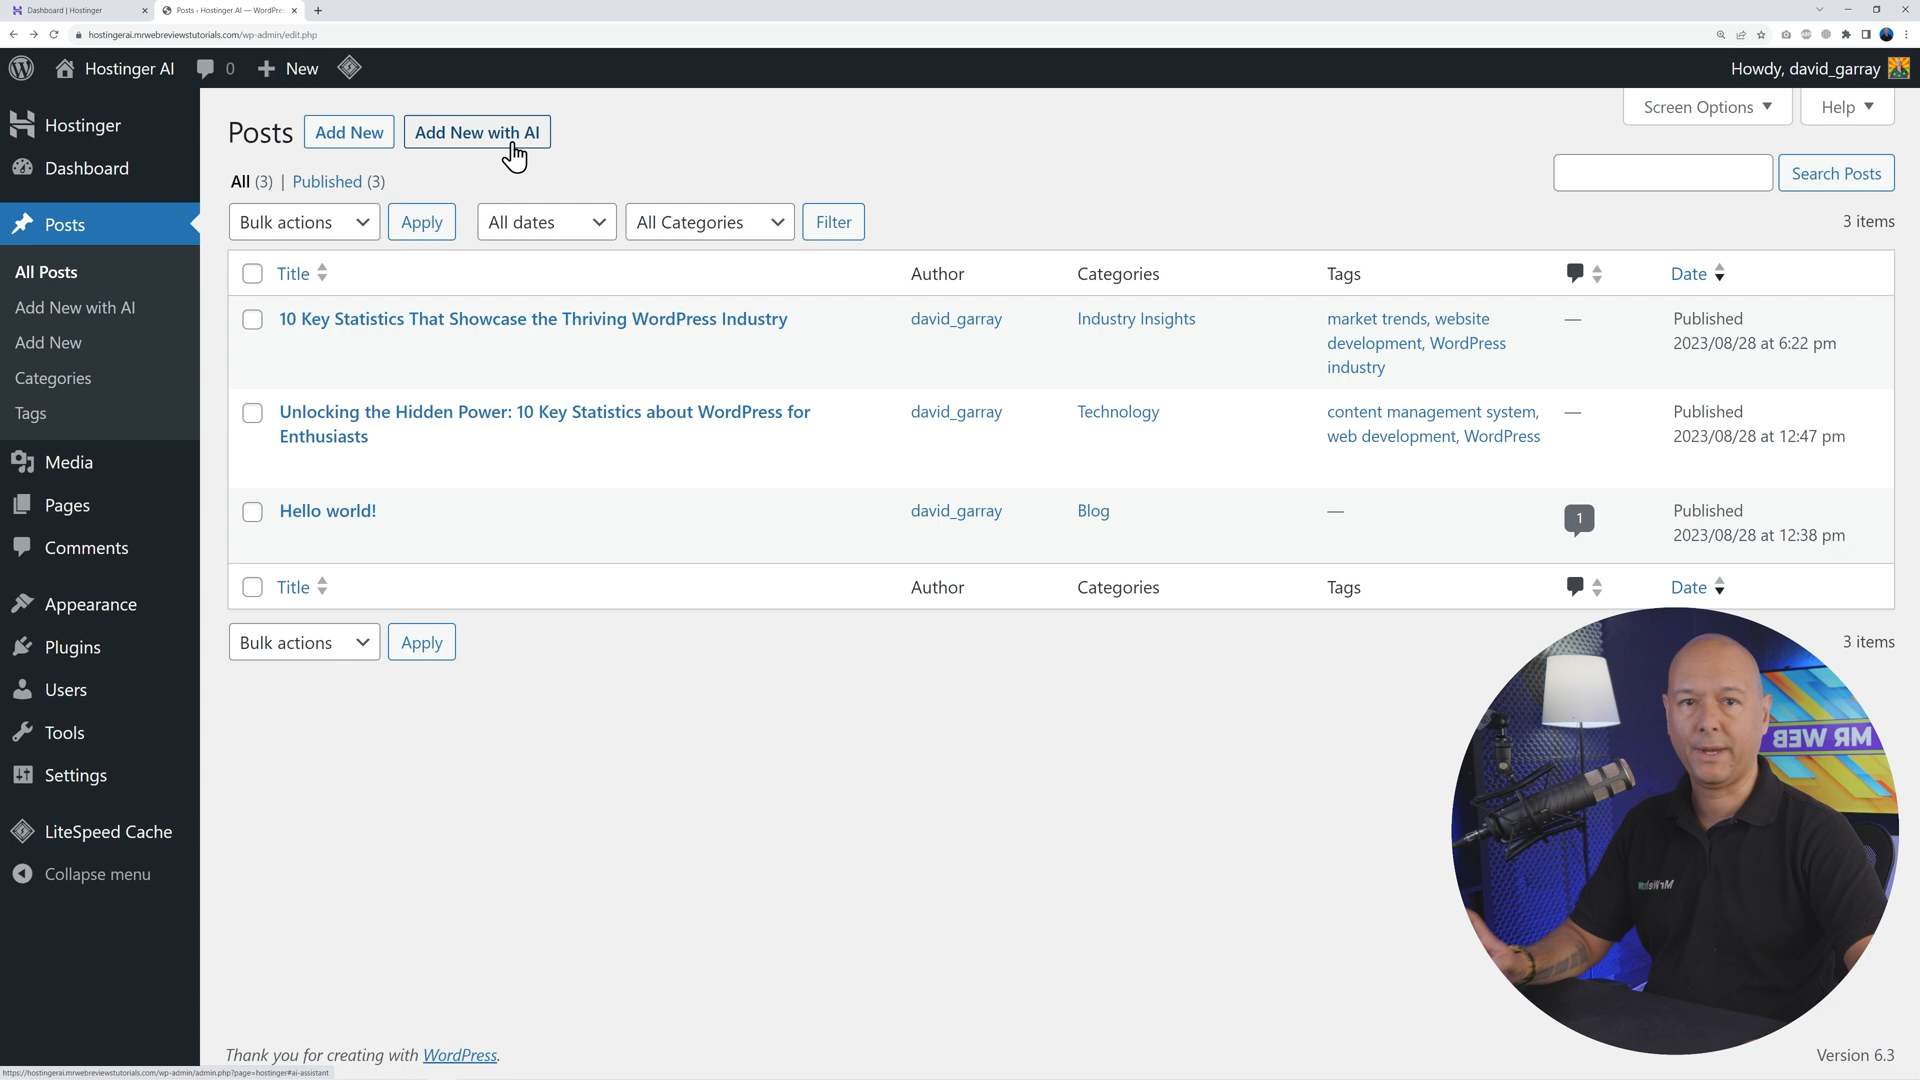 Dashboard | Hostinger
Posts ‹ Hostinger AI — WordPre
hostingerai.mrwebreviewstutorials.com/wp-admin/edit.php
Hostinger AI
0
New
Howdy, david_garray
Hostinger
Dashboard
Posts
All Posts
Add New with AI
Add New
Categories
Tags
Media
Pages
Comments
Appearance
Plugins
Users
Tools
Settings
LiteSpeed Cache
Collapse menu
Screen Options
Help
Posts
Add New
Add New with AI
All (3) | Published (3)
Search Posts
Bulk actions
Apply
All dates
All Categories
Filter
3 items
Title
Author
Categories
Tags
Date
10 Key Statistics That Showcase the Thriving WordPress Industry
david_garray
Industry Insights
market trends, website
development, WordPress
industry
—
Published
2023/08/28 at 6:22 pm
Unlocking the Hidden Power: 10 Key Statistics about WordPress for
Enthusiasts
david_garray
Technology
content management system,
web development, WordPress
—
Published
2023/08/28 at 12:47 pm
Hello world!
david_garray
Blog
—
1
Published
2023/08/28 at 12:38 pm
Title
Author
Categories
Tags
Date
Bulk actions
Apply
3 items
MR WEB
Thank you for creating with WordPress.
Version 6.3
https://hostingerai.mrwebreviewstutorials.com/wp-admin/admin.php?page=hostinger#ai-assistant